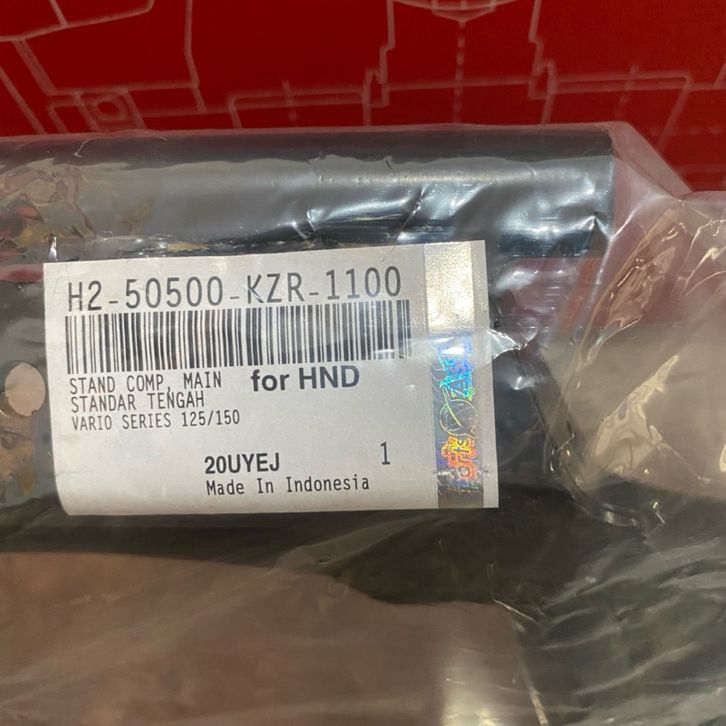 H2-50500-KZR-1100
STAND COMP, MAIN for HND
STANDAR TENGAH
VARIO SERIES 125/150
20UYEJ 1
Made In Indonesia